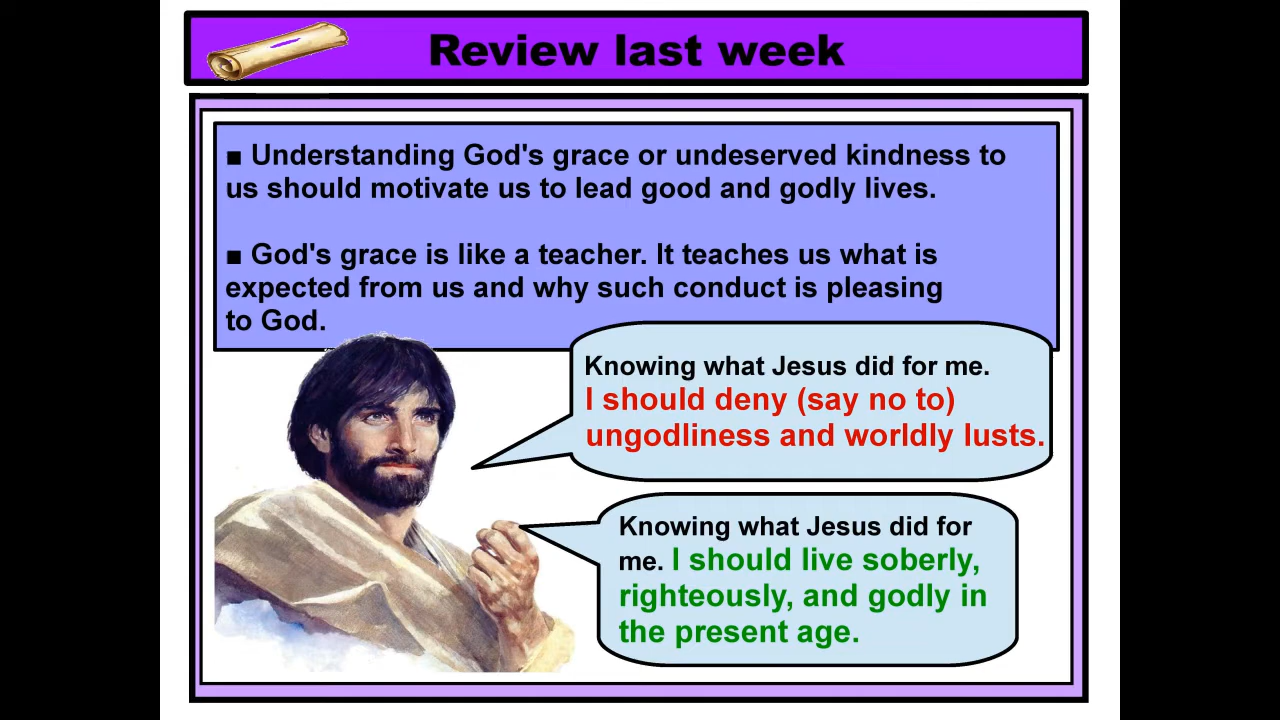 Review last week
■ Understanding God's grace or undeserved kindness to
us should motivate us to lead good and godly lives.
■ God's grace is like a teacher. It teaches us what is
expected from us and why such conduct is pleasing
to God.
Knowing what Jesus did for me.
I should deny (say no to)
ungodliness and worldly lusts.
Knowing what Jesus did for
me. I should live soberly,
righteously, and godly in
the present age.